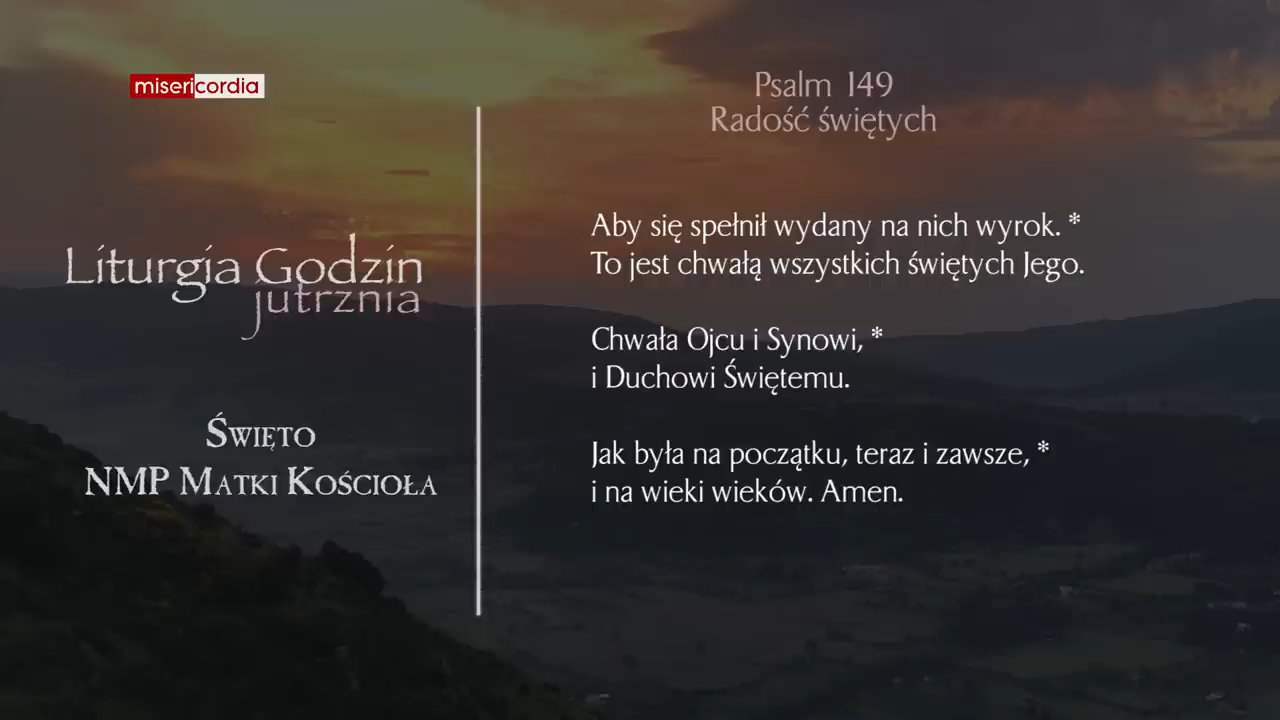 misericordia
Liturgia Godzin
jutrznia
Święto
NMP Matki Kościoła
Psalm 149
Radość świętych
Aby się spełnił wydany na nich wyrok. *
To jest chwałą wszystkich świętych Jego.
Chwała Ojcu i Synowi, *
i Duchowi Świętemu.
Jak była na początku, teraz i zawsze, *
i na wieki wieków. Amen.